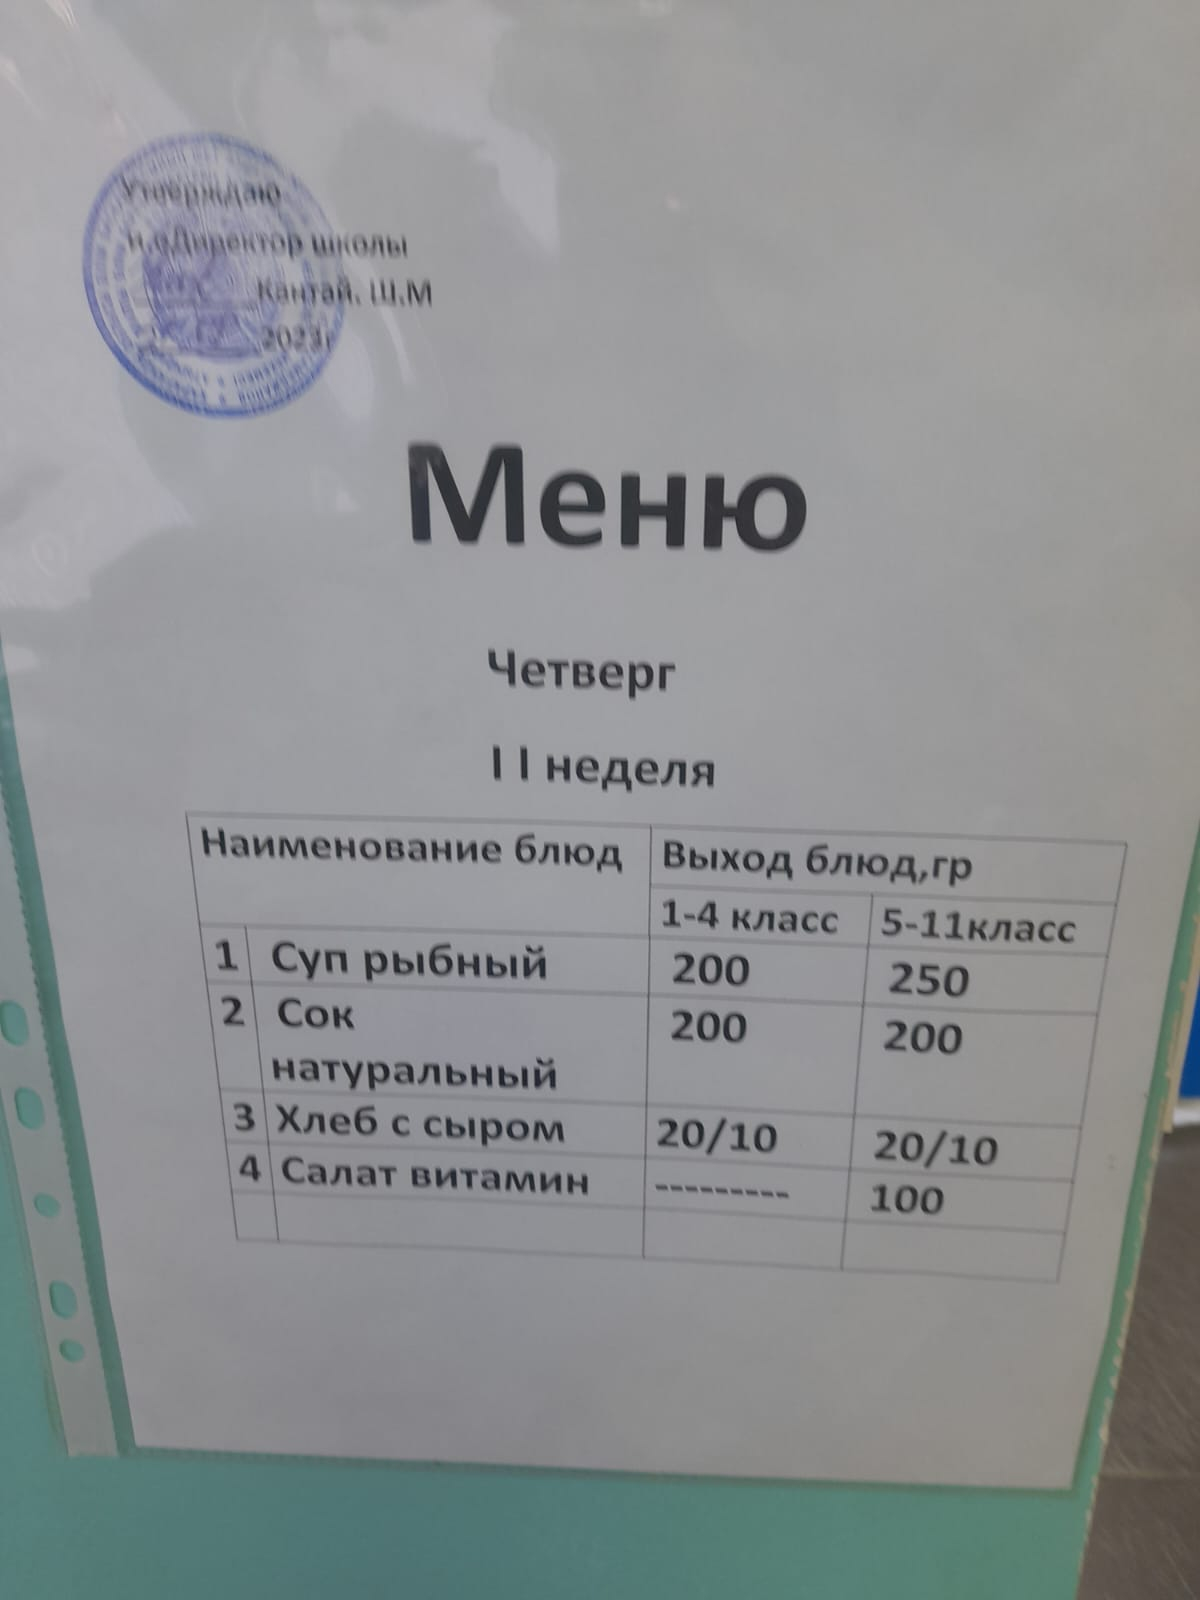 Утверждаю
и.оДиректор школы
Кантай. Ш.М
2023г
Меню
Четверг
I I неделя
Наименование блюд Выход блюд,гр
1-4 класс 5-11класс
1 Суп рыбный 200 250
2 Сок 200 200
натуральный
3 Хлеб с сыром 20/10 20/10
4 Салат витамин --------- 100